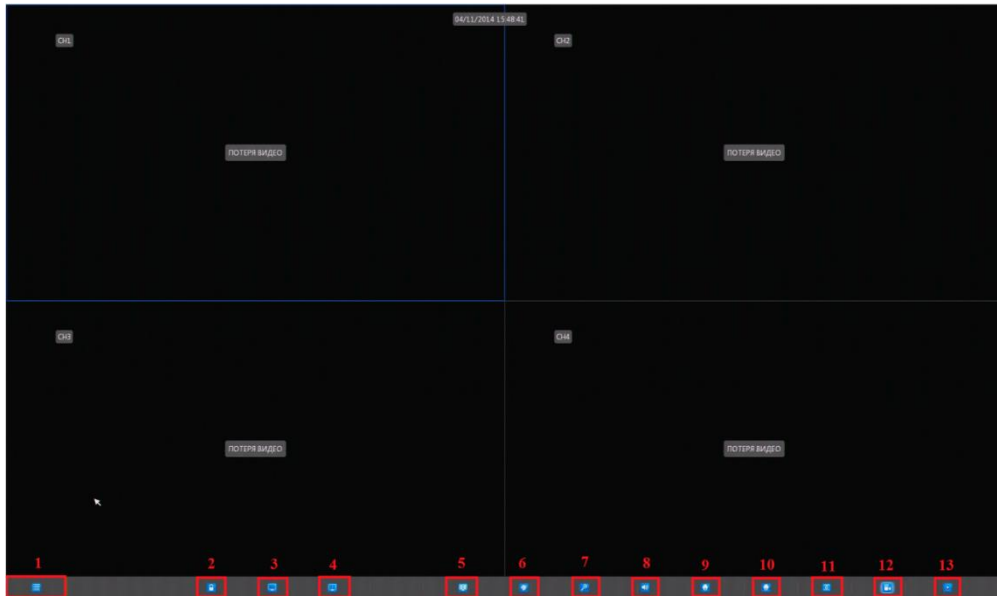 04/11/2014 15:48:41
CH1
CH2
ПОТЕРЯ ВИДЕО
ПОТЕРЯ ВИДЕО
CH3
CH4
ПОТЕРЯ ВИДЕО
ПОТЕРЯ ВИДЕО
1 2 3 4 5 6 7 8 9 10 11 12 13